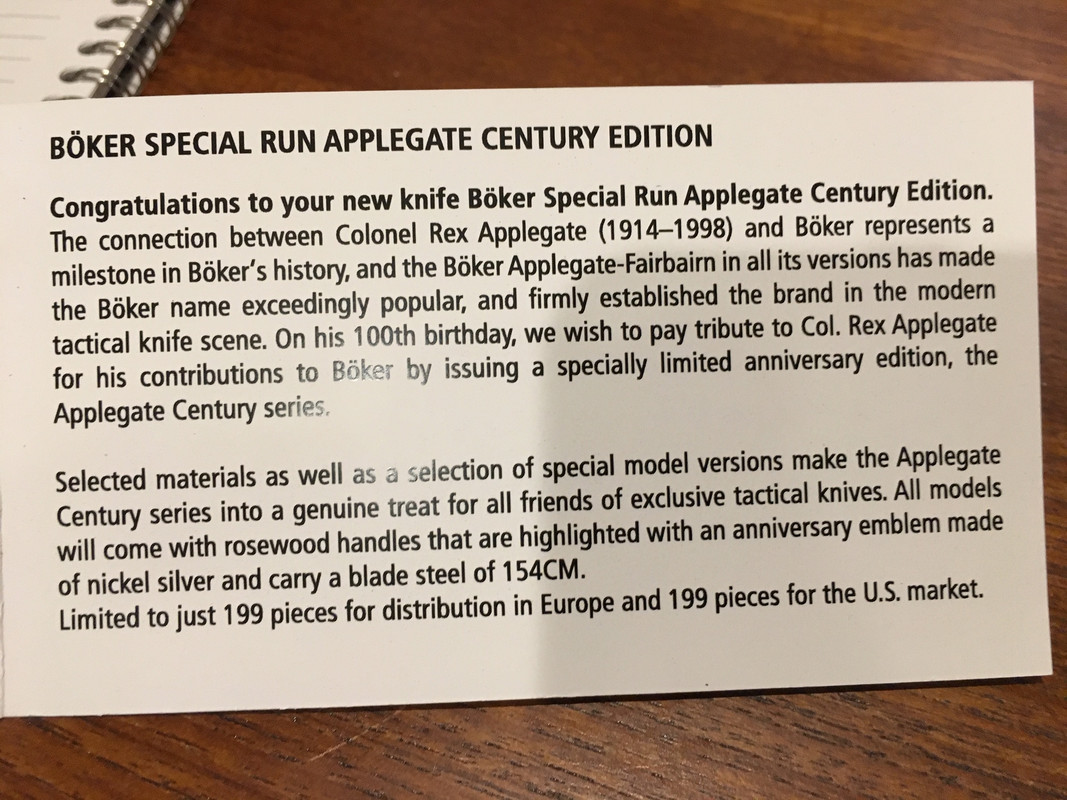 BÖKER SPECIAL RUN APPLEGATE CENTURY EDITION
Congratulations to your new knife Böker Special Run Applegate Century Edition.
The connection between Colonel Rex Applegate (1914–1998) and Böker represents a
milestone in Böker's history, and the Böker Applegate-Fairbairn in all its versions has made
the Böker name exceedingly popular, and firmly established the brand in the modern
tactical knife scene. On his 100th birthday, we wish to pay tribute to Col. Rex Applegate
for his contributions to Böker by issuing a specially limited anniversary edition, the
Applegate Century series.
Selected materials as well as a selection of special model versions make the Applegate
Century series into a genuine treat for all friends of exclusive tactical knives. All models
will come with rosewood handles that are highlighted with an anniversary emblem made
of nickel silver and carry a blade steel of 154CM.
Limited to just 199 pieces for distribution in Europe and 199 pieces for the U.S. market.